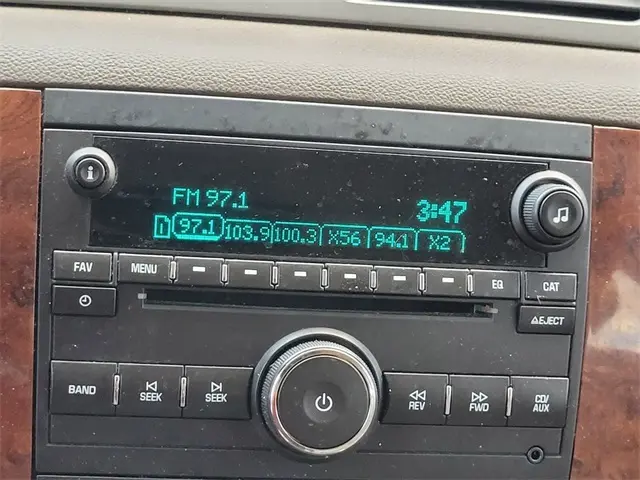 FM 97.1 3:47
1 97.1 103.9 100.3 X56 94.1 X2
FAV MENU EQ CAT
EJECT
BAND SEEK SEEK REV FWD CD/AUX